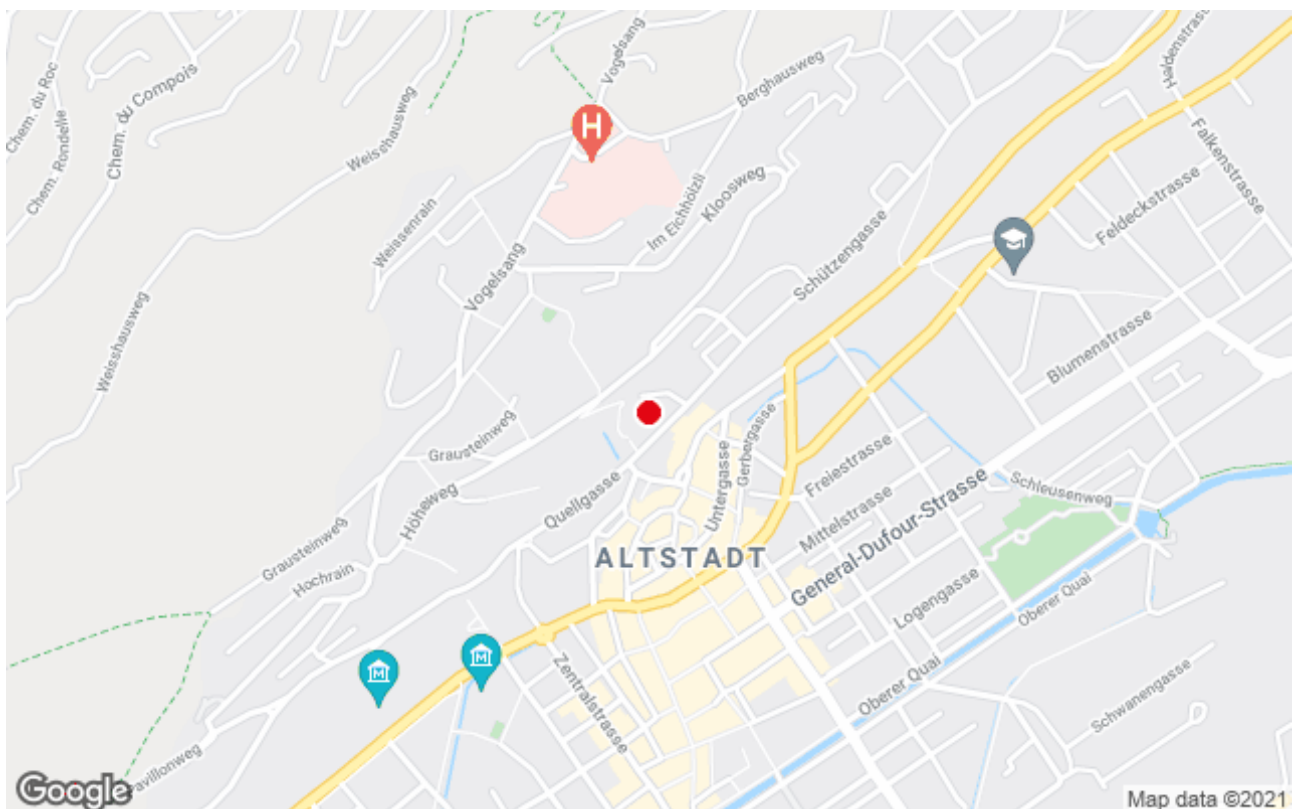 Vogelsang
Haldenstrasse
Chem. du Roc
Chem. du Compois
Chem. Rondelle
Weisshausweg
H
Berghausweg
Falkenstrasse
Feldeckstrasse
Weissenrain
Im Eichhölzli
Kloosweg
Schützengasse
Vogelsang
Weisshausweg
Blumenstrasse
Grausteinweg
Gerbergasse
Untergasse
Freiestrasse
Höheweg
Quellgasse
Mittelstrasse
General-Dufour-Strasse
Schleusenweg
ALTSTADT
Grausteinweg
Hochrain
Logengasse
Oberer Quai
M
M
Zentralstrasse
Oberer Quai
Schwanengasse
Pavillonweg
Google
Map data ©2021